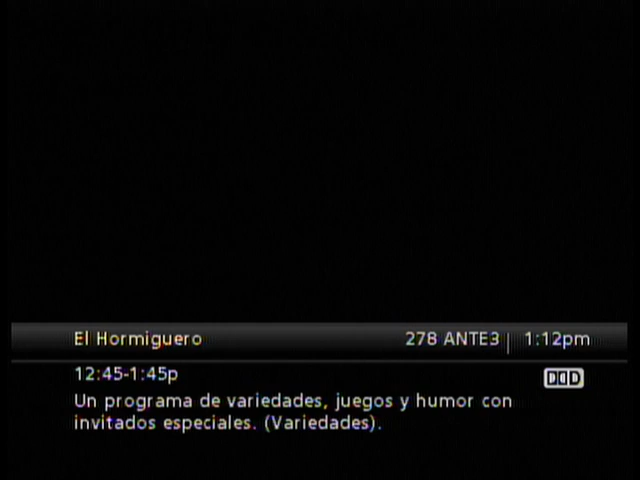 El Hormiguero 278 ANTE3 1:12pm
12:45-1:45p
Un programa de variedades, juegos y humor con
invitados especiales. (Variedades).